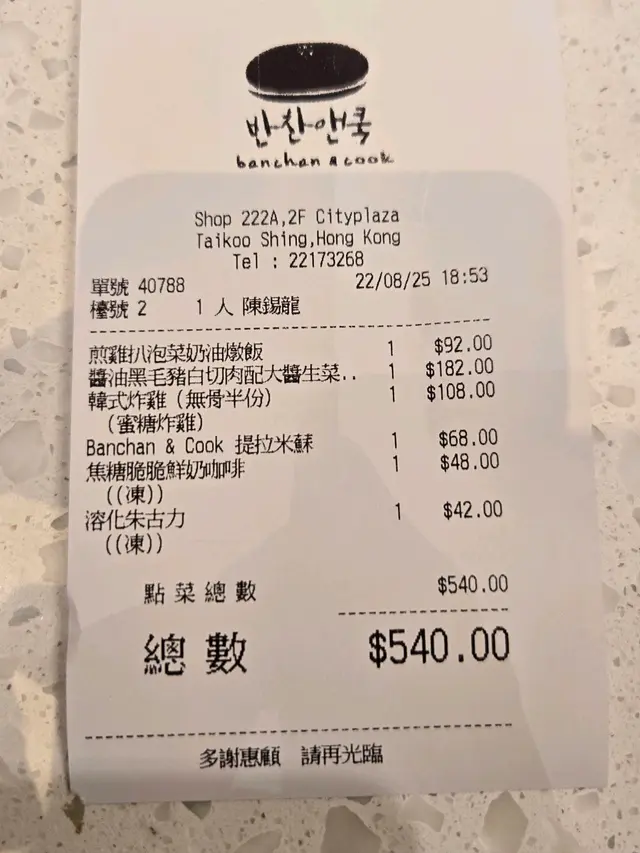 반찬앤쿡
banchan & cook
Shop 222A,2F Cityplaza
Taikoo Shing,Hong Kong
Tel : 22173268
單號 40788 22/08/25 18:53
檯號 2 1 人 陳錫龍
煎雞扒泡菜奶油燉飯 1 $92.00
醬油黑毛豬白切肉配大醬生菜.. 1 $182.00
韓式炸雞 (無骨半份) 1 $108.00
(蜜糖炸雞)
Banchan & Cook 提拉米蘇 1 $68.00
焦糖脆脆鮮奶咖啡 1 $48.00
((凍))
溶化朱古力 1 $42.00
((凍))
點菜總數 $540.00
總數 $540.00
多謝惠顧 請再光臨